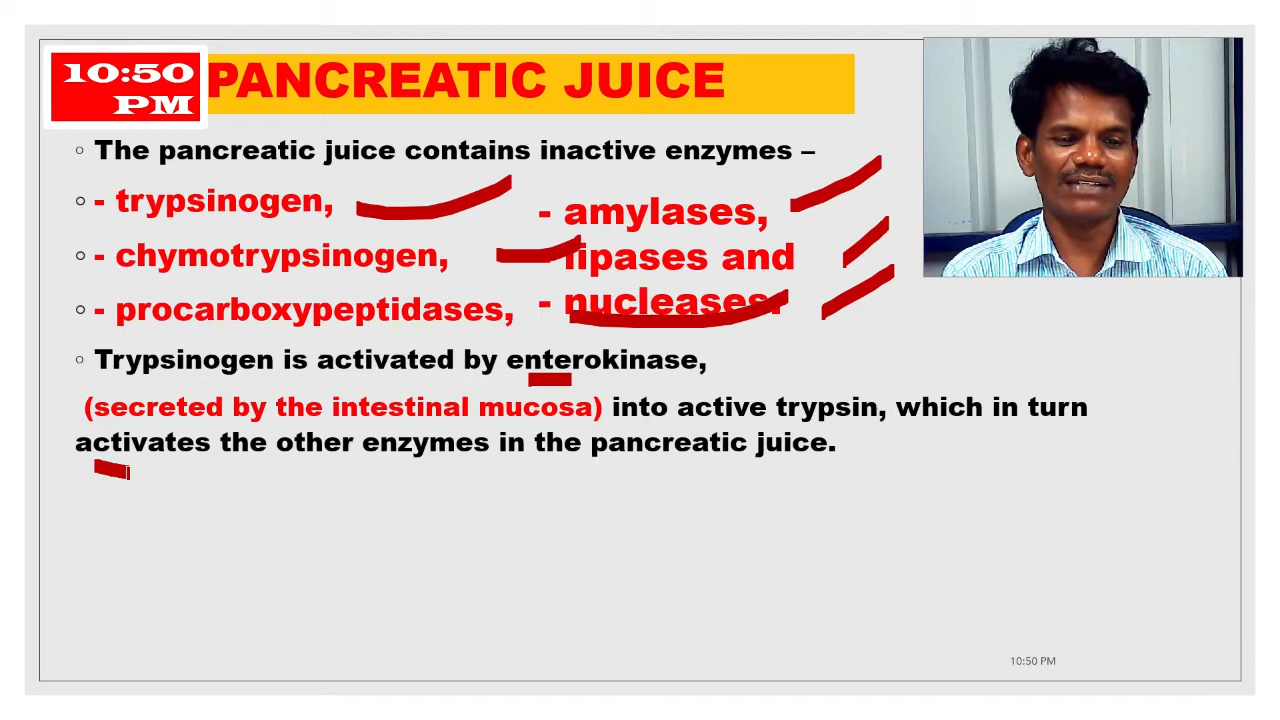 10:50
PM
PANCREATIC JUICE
The pancreatic juice contains inactive enzymes –
- trypsinogen,
- chymotrypsinogen,
- procarboxypeptidases,
- amylases,
lipases and
- nucleases.
Trypsinogen is activated by enterokinase,
(secreted by the intestinal mucosa) into active trypsin, which in turn
activates the other enzymes in the pancreatic juice.
10:50 PM